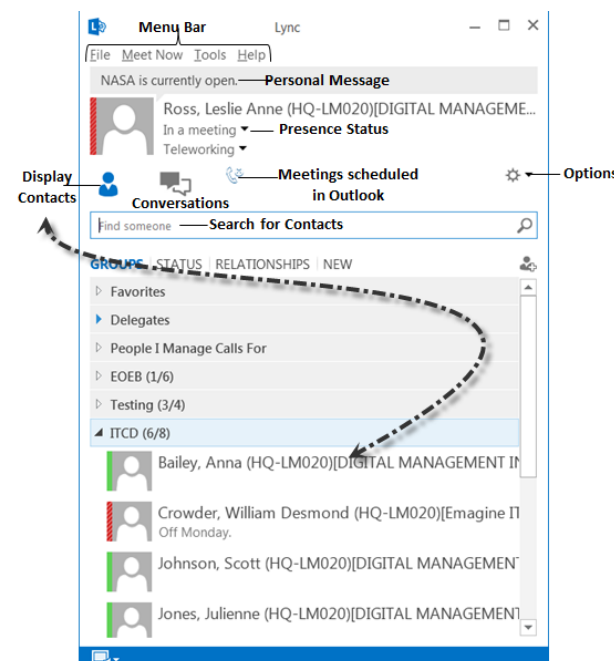 Menu Bar
Lync
File Meet Now Tools Help
NASA is currently open.
Personal Message
Ross, Leslie Anne (HQ-LM020)[DIGITAL MANAGEME...
In a meeting
Presence Status
Teleworking
Display Contacts
Conversations
Meetings scheduled
in Outlook
Options
Find someone
Search for Contacts
GROUPS STATUS RELATIONSHIPS NEW
Favorites
Delegates
People I Manage Calls For
EOEB (1/6)
Testing (3/4)
ITCD (6/8)
Bailey, Anna (HQ-LM020)[DIGITAL MANAGEMENT IN
Crowder, William Desmond (HQ-LM020)[Emagine IT
Off Monday.
Johnson, Scott (HQ-LM020)[DIGITAL MANAGEMENT
Jones, Julienne (HQ-LM020)[DIGITAL MANAGEMENT